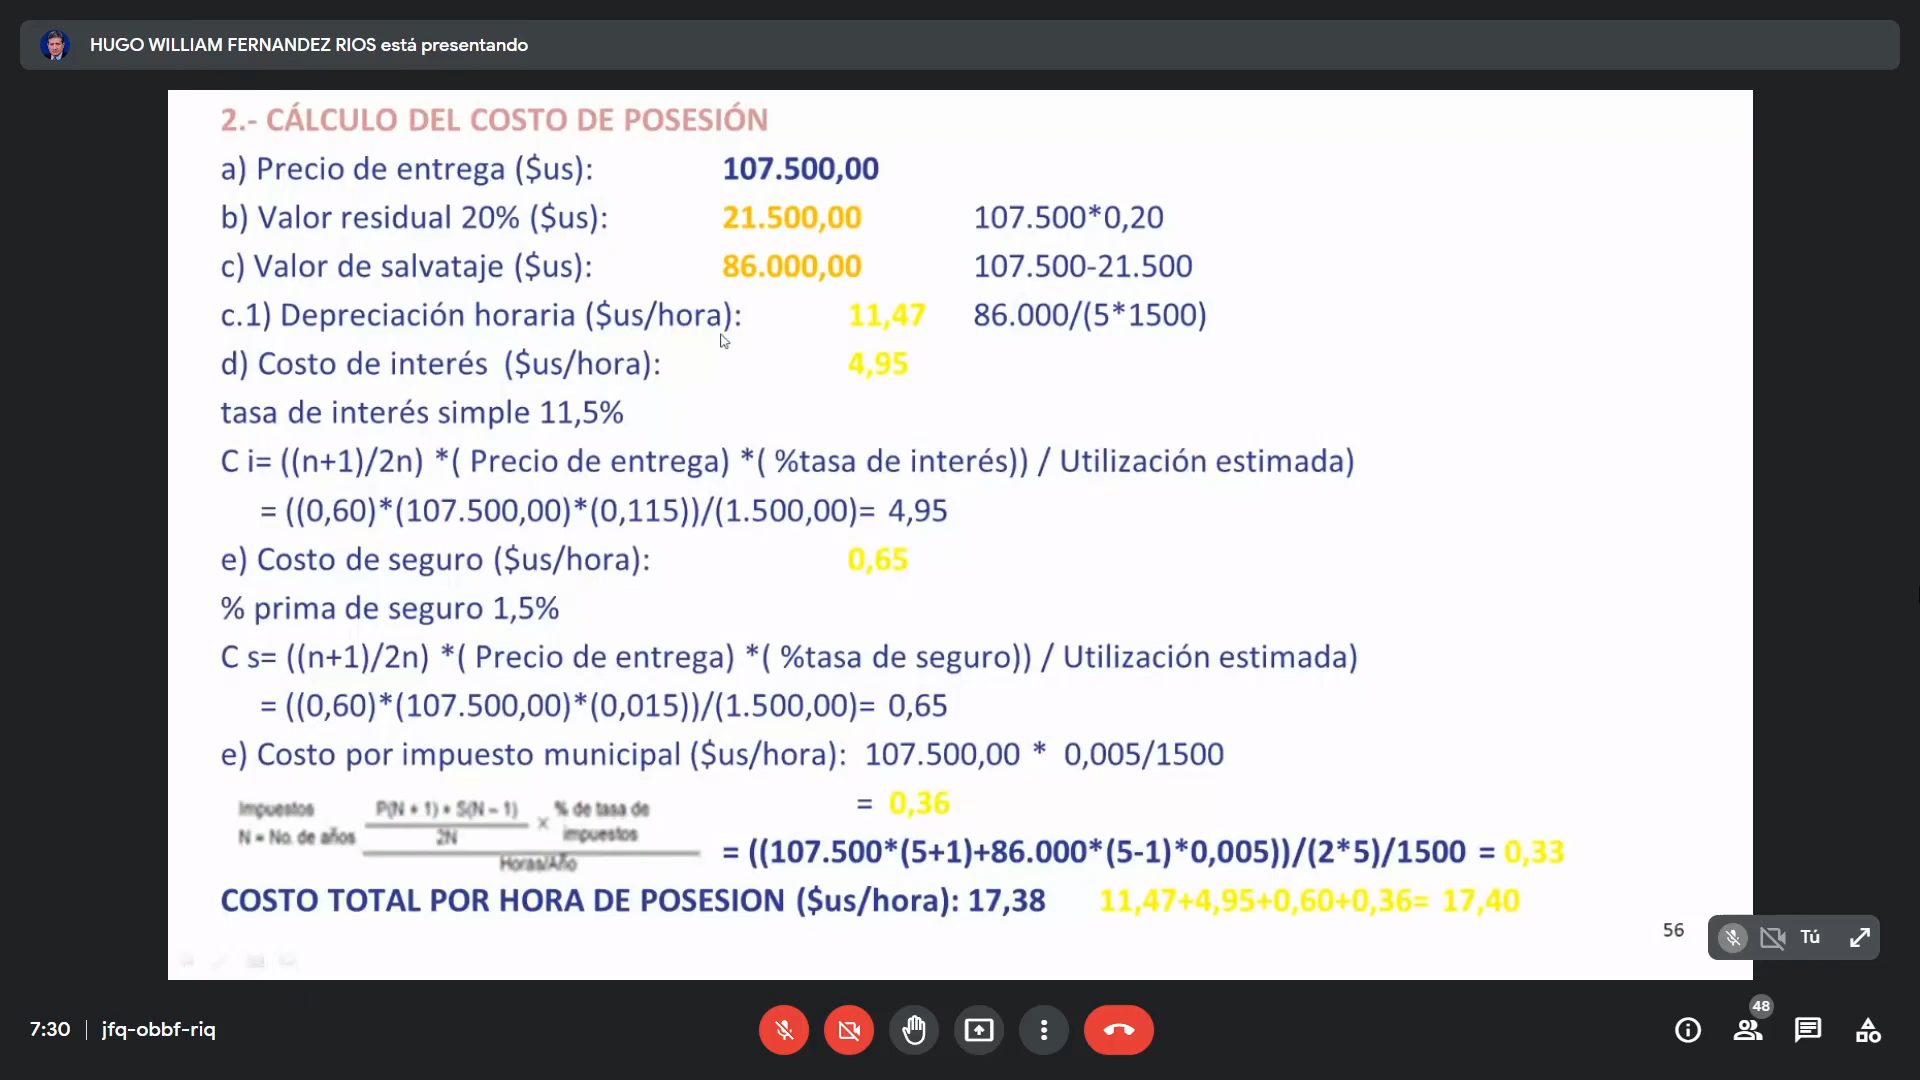 HUGO WILLIAM FERNANDEZ RIOS está presentando
2.- CÁLCULO DEL COSTO DE POSESIÓN
a) Precio de entrega ($us): 107.500,00
b) Valor residual 20% ($us): 21.500,00 107.500*0,20
c) Valor de salvataje ($us): 86.000,00 107.500-21.500
c.1) Depreciación horaria ($us/hora): 11,47 86.000/(5*1500)
d) Costo de interés ($us/hora): 4,95
tasa de interés simple 11,5%
C i= ((n+1)/2n) *( Precio de entrega) *( %tasa de interés)) / Utilización estimada)
= ((0,60)*(107.500,00)*(0,115))/(1.500,00)= 4,95
e) Costo de seguro ($us/hora): 0,65
% prima de seguro 1,5%
C s= ((n+1)/2n) *( Precio de entrega) *( %tasa de seguro)) / Utilización estimada)
= ((0,60)*(107.500,00)*(0,015))/(1.500,00)= 0,65
e) Costo por impuesto municipal ($us/hora): 107.500,00 * 0,005/1500
= 0,36
Impuestos P(N + 1) + S(N - 1) x % de tasa de
N = No. de años 2N impuestos
Horas/Año
= ((107.500*(5+1)+86.000*(5-1)*0,005))/(2*5)/1500 = 0,33
COSTO TOTAL POR HORA DE POSESION ($us/hora): 17,38 11,47+4,95+0,60+0,36= 17,40
56
Tú
7:30 | jfq-obbf-riq
48